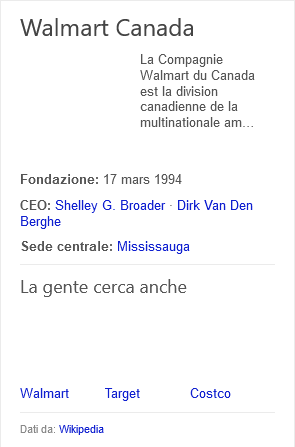 Walmart Canada
La Compagnie
Walmart du Canada
est la division
canadienne de la
multinationale am...
Fondazione: 17 mars 1994
CEO: Shelley G. Broader · Dirk Van Den
Berghe
Sede centrale: Mississauga
La gente cerca anche
Walmart Target Costco
Dati da: Wikipedia